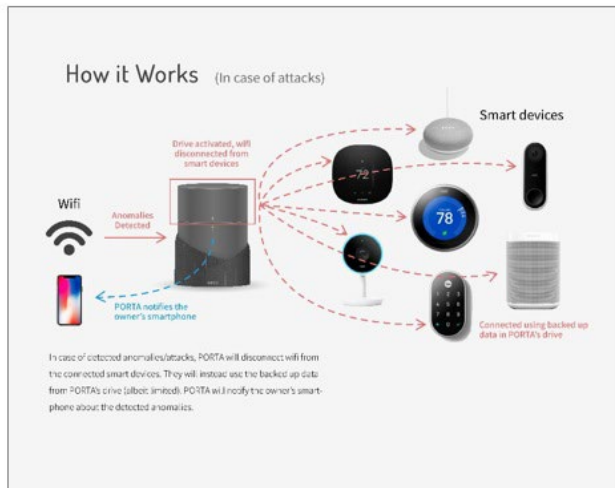 How it Works (In case of attacks)
Smart devices
Drive activated, wifi
disconnected from
smart devices
Wifi
Anomalies
Detected
72
78
PORTA notifies the
owner's smartphone
Connected using backed up
data in PORTA's drive
In case of detected anomalies/attacks, PORTA will disconnect wifi from
the connected smart devices. They will instead use the backed up data
from PORTA's drive (albeit limited). PORTA will notify the owner's smart-
phone about the detected anomalies.